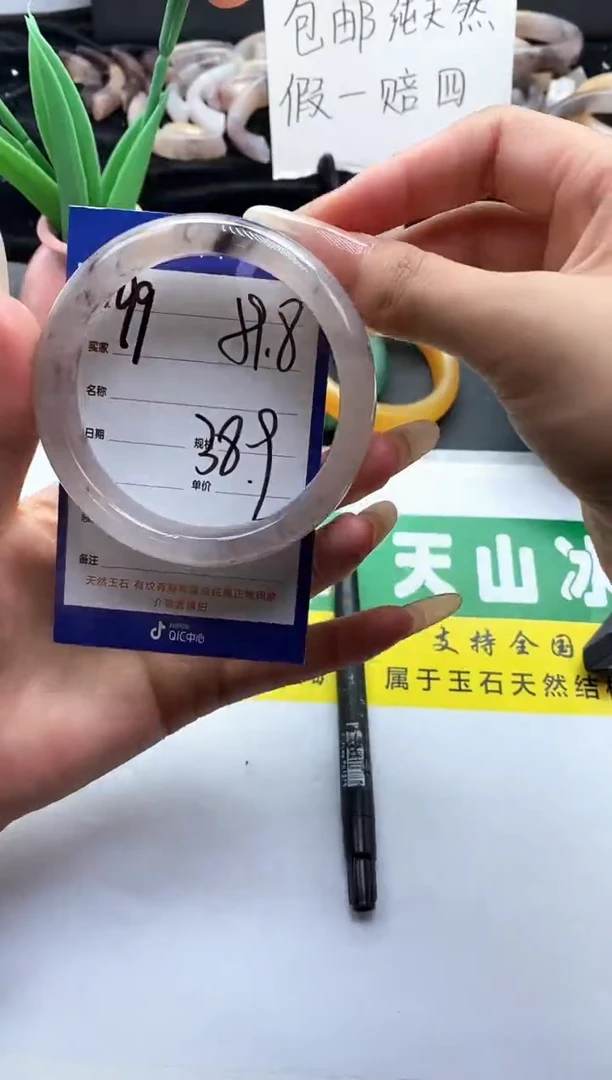 包邮纯天然
假一赔四
49 39.8
买家
名称
38.9
日期 规格
单价
备注
天然玉石
QIC中心
天山冰
支持全国
属于玉石天然结构